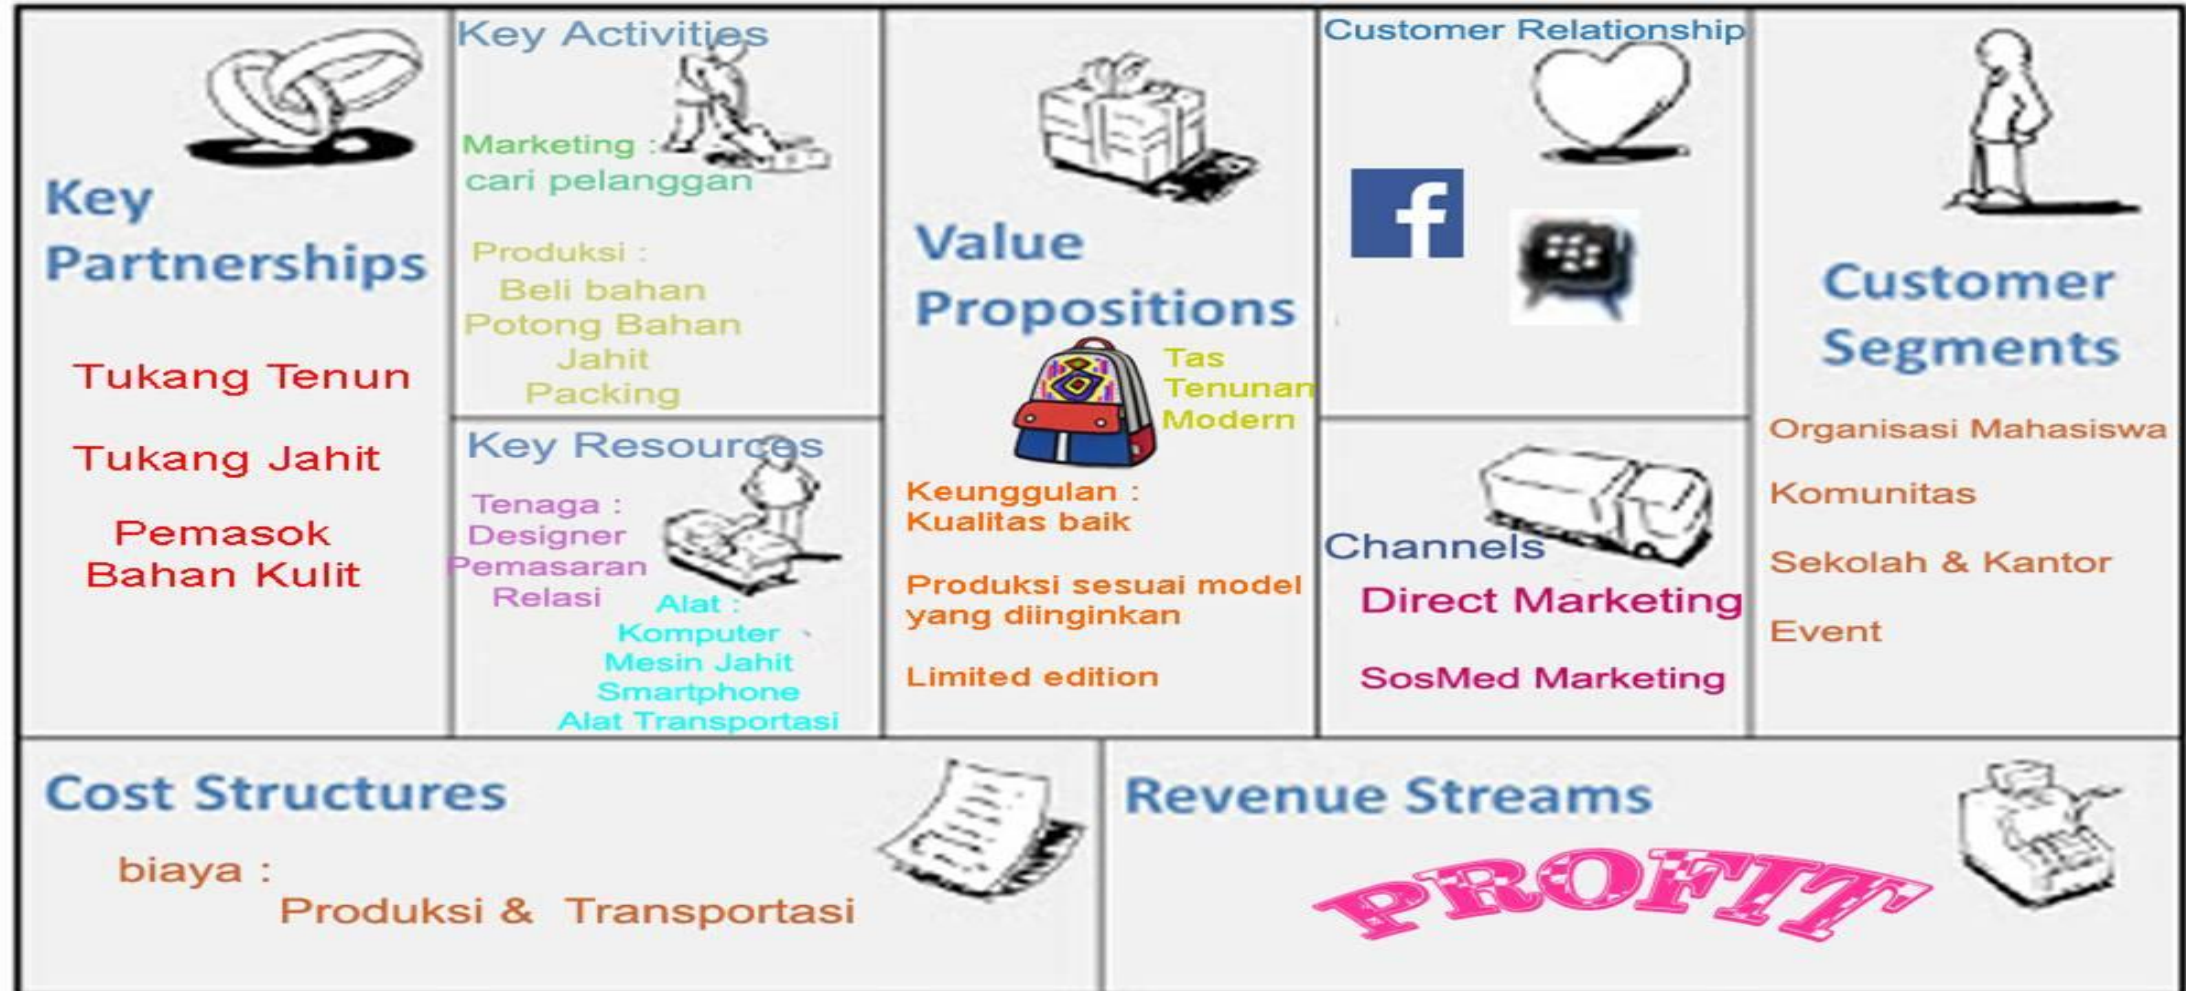 Key
Partnerships
Tukang Tenun
Tukang Jahit
Pemasok
Bahan Kulit
Key Activities
Marketing :
cari pelanggan
Produksi :
Beli bahan
Potong Bahan
Jahit
Packing
Key Resources
Tenaga :
Designer
Pemasaran
Relasi
Alat :
Komputer
Mesin Jahit
Smartphone
Alat Transportasi
Value
Propositions
Tas
Tenunan
Modern
Keunggulan :
Kualitas baik
Produksi sesuai model
yang diinginkan
Limited edition
Customer Relationship
f
Channels
Direct Marketing
SosMed Marketing
Customer
Segments
Organisasi Mahasiswa
Komunitas
Sekolah & Kantor
Event
Cost Structures
biaya :
Produksi & Transportasi
Revenue Streams
PROFIT